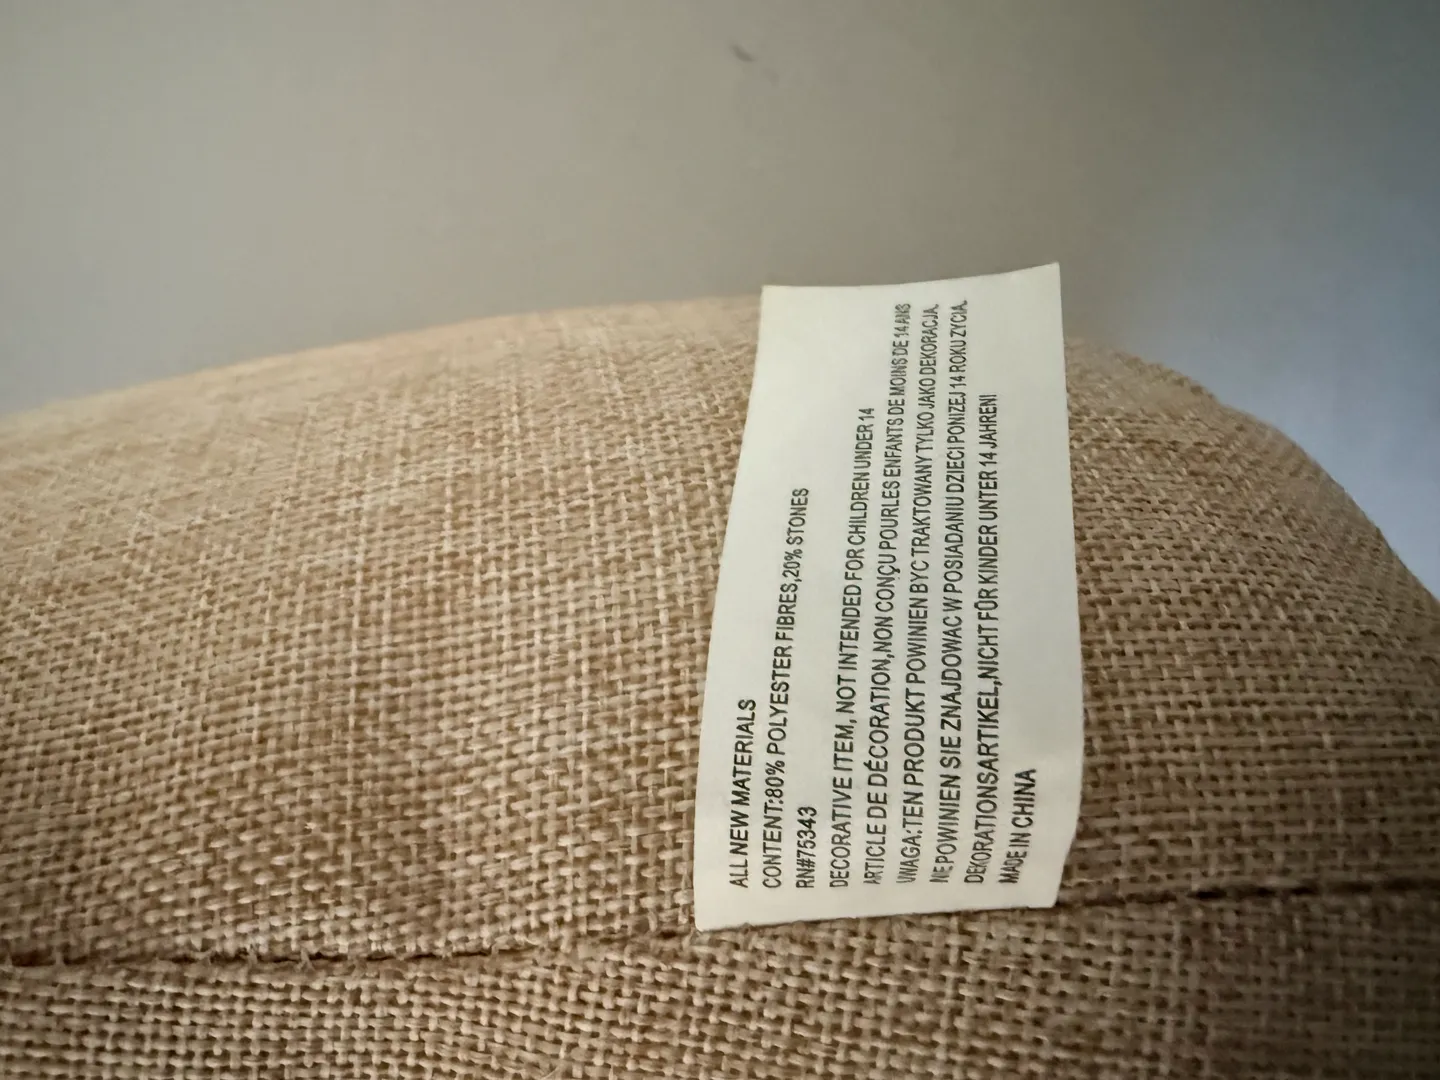 ALL NEW MATERIALS
CONTENT:80% POLYESTER FIBRES,20% STONES
RN#75343
DECORATIVE ITEM, NOT INTENDED FOR CHILDREN UNDER 14
ARTICLE DE DÉCORATION,NON CONÇU POURLES ENFANTS DE MOINS DE 14 ANS
UWAGA:TEN PRODUKT POWINIEN BYC TRAKTOWANY TYLKO JAKO DEKORACJA,
NIEPOWINIEN SIE ZNAJDOWAC W POSIADANIU DZIECI PONIZEJ 14 ROKU ZYCIA.
DEKORATIONSARTIKEL,NICHT FÛR KINDER UNTER 14 JAHREN!
MADE IN CHINA